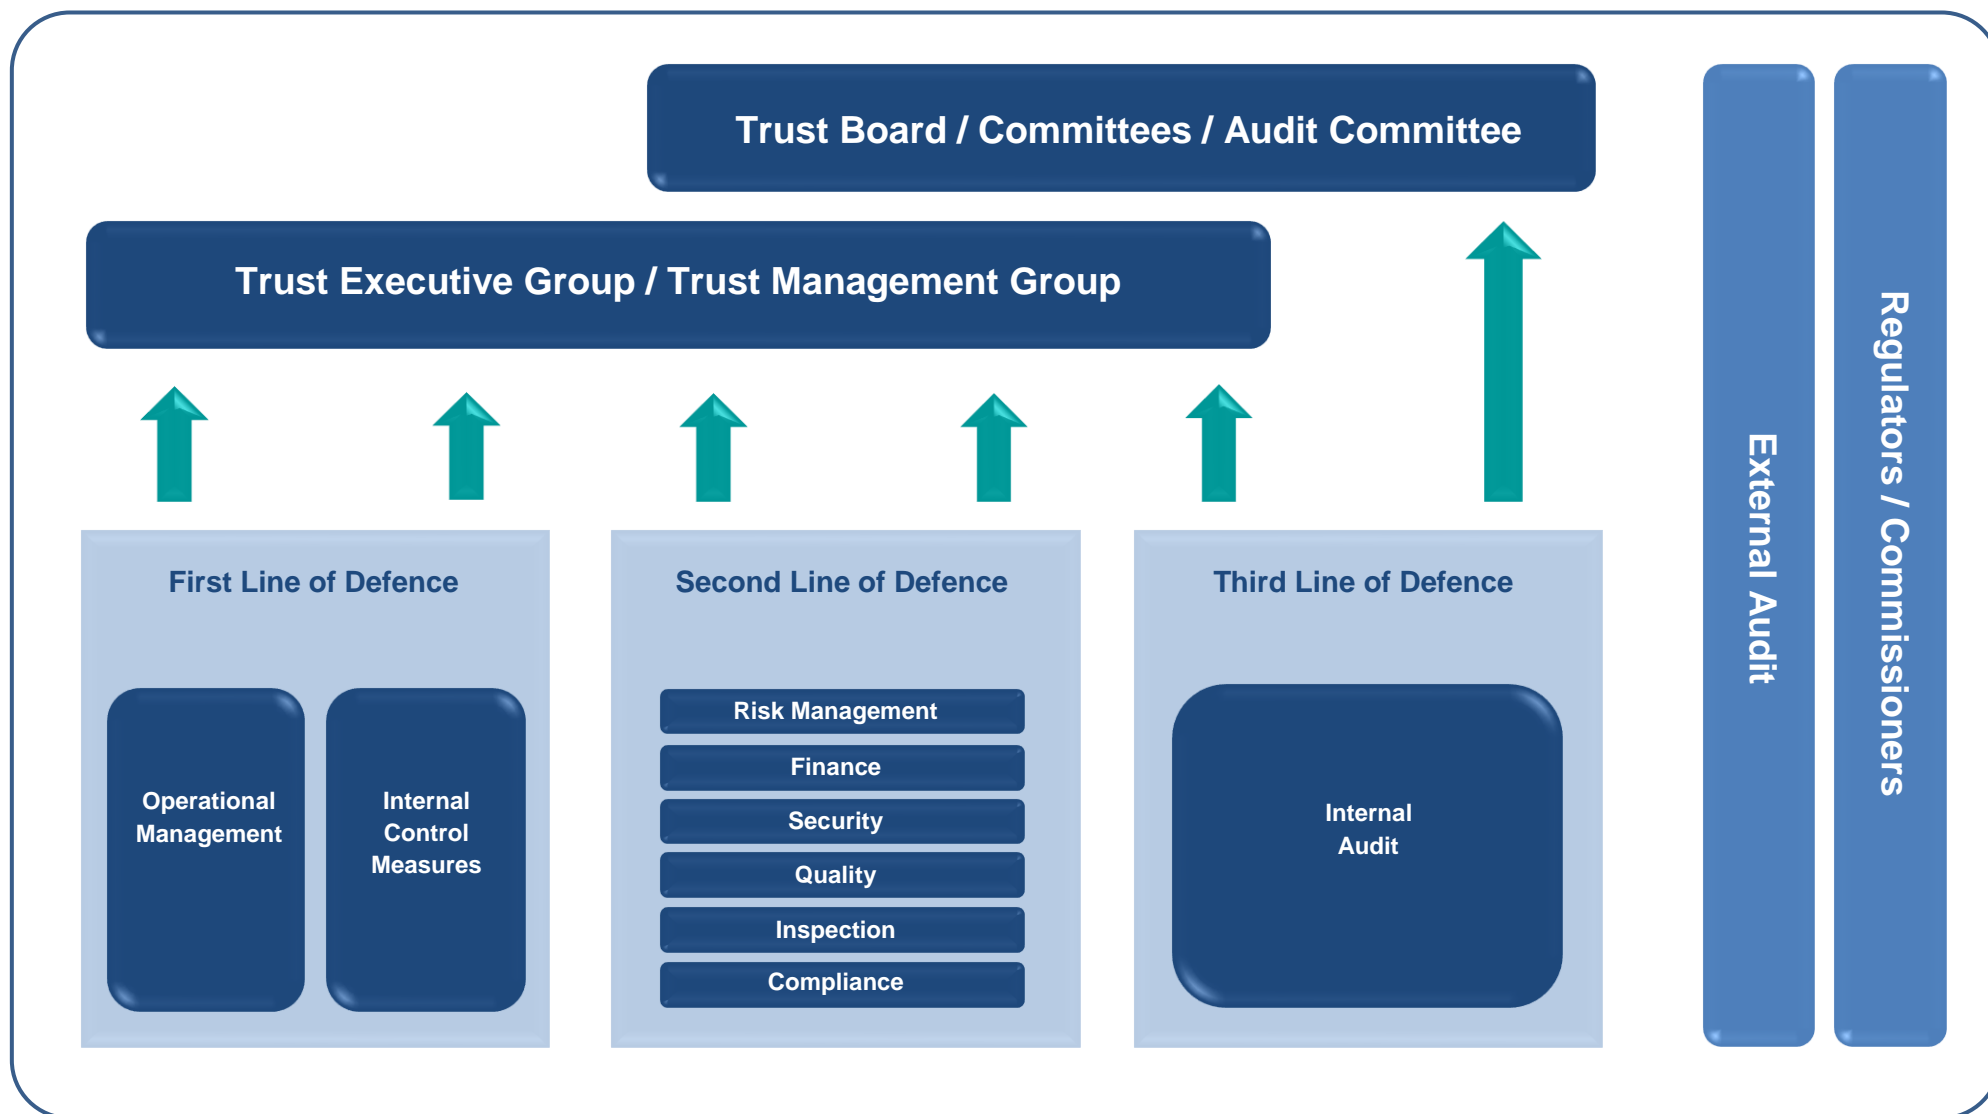 Trust Board / Committees / Audit Committee
Trust Executive Group / Trust Management Group
First Line of Defence
Operational
Management
Internal
Control
Measures
Second Line of Defence
Risk Management
Finance
Security
Quality
Inspection
Compliance
Third Line of Defence
Internal
Audit
External Audit
Regulators / Commissioners